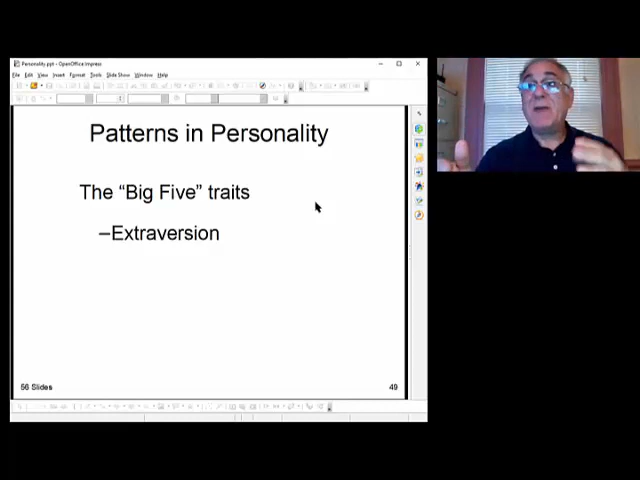 Personality.ppt - OpenOffice Impress
File Edit View Insert Format Tools Slide Show Window Help
Patterns in Personality
The “Big Five” traits
–Extraversion
56 Slides 49